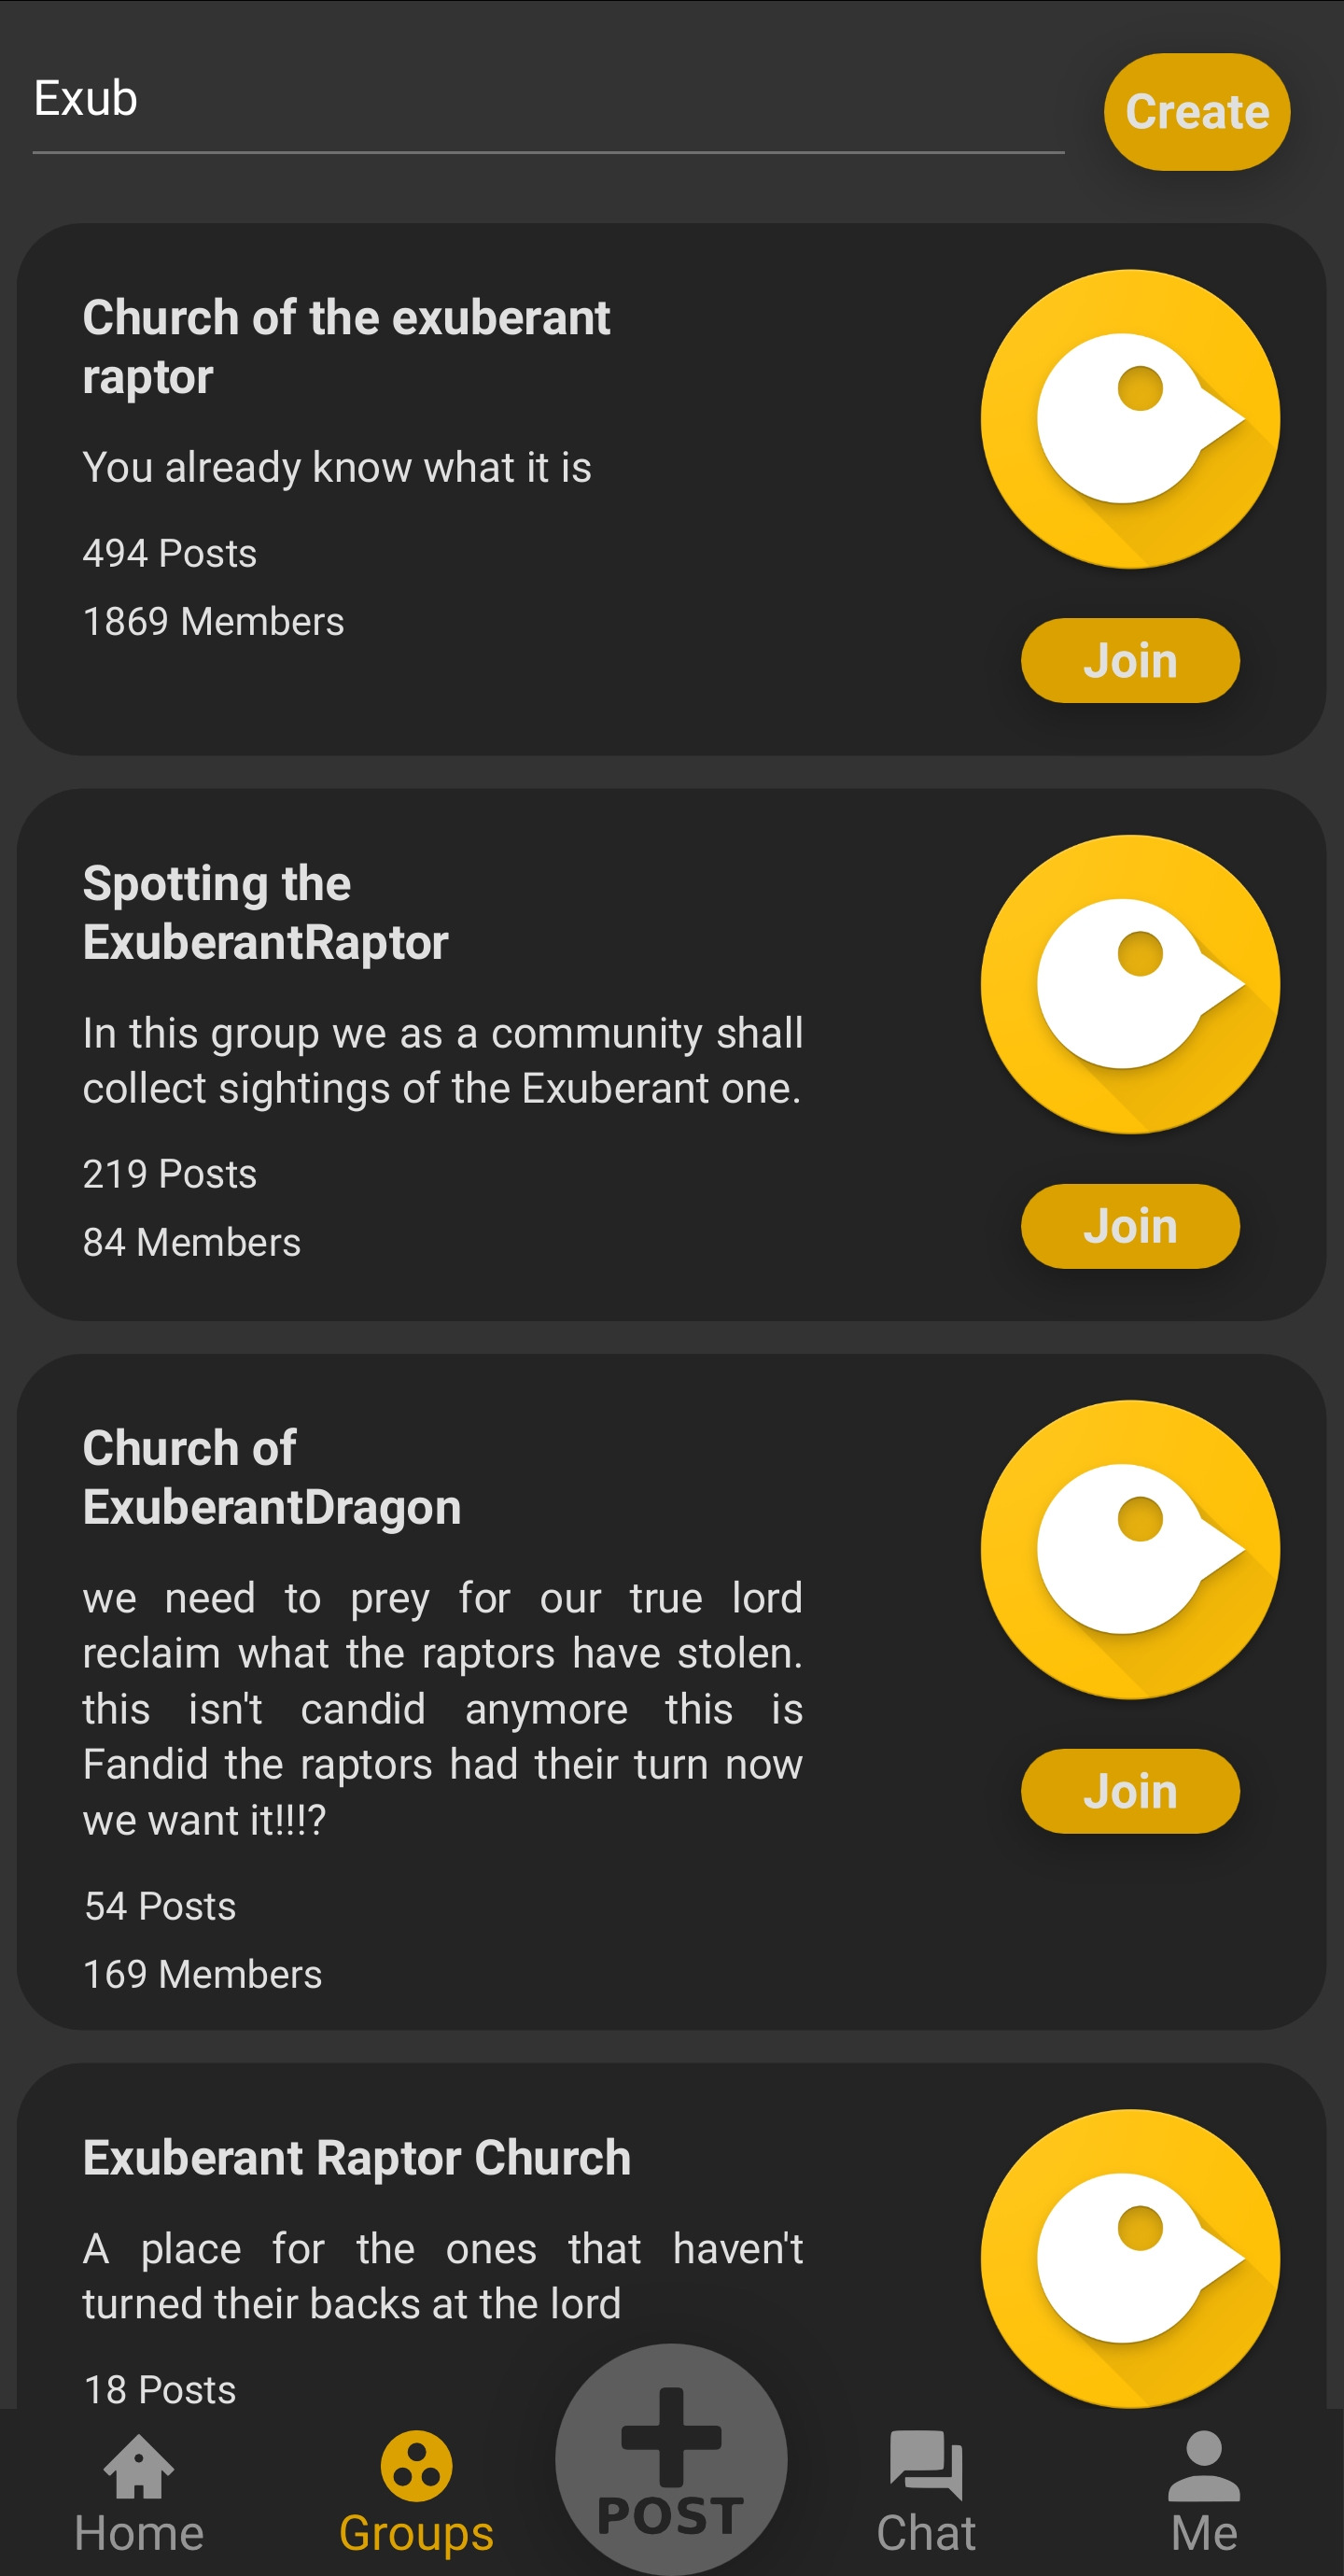 Exub
Create
Church of the exuberant
raptor
You already know what it is
494 Posts
1869 Members
Join
Spotting the
ExuberantRaptor
In this group we as a community shall
collect sightings of the Exuberant one.
219 Posts
84 Members
Join
Church of
ExuberantDragon
we need to prey for our true lord
reclaim what the raptors have stolen.
this isn't candid anymore this is
Fandid the raptors had their turn now
we want it!!!?
54 Posts
169 Members
Join
Exuberant Raptor Church
A place for the ones that haven't
turned their backs at the lord
18 Posts
Home
Groups
POST
Chat
Me